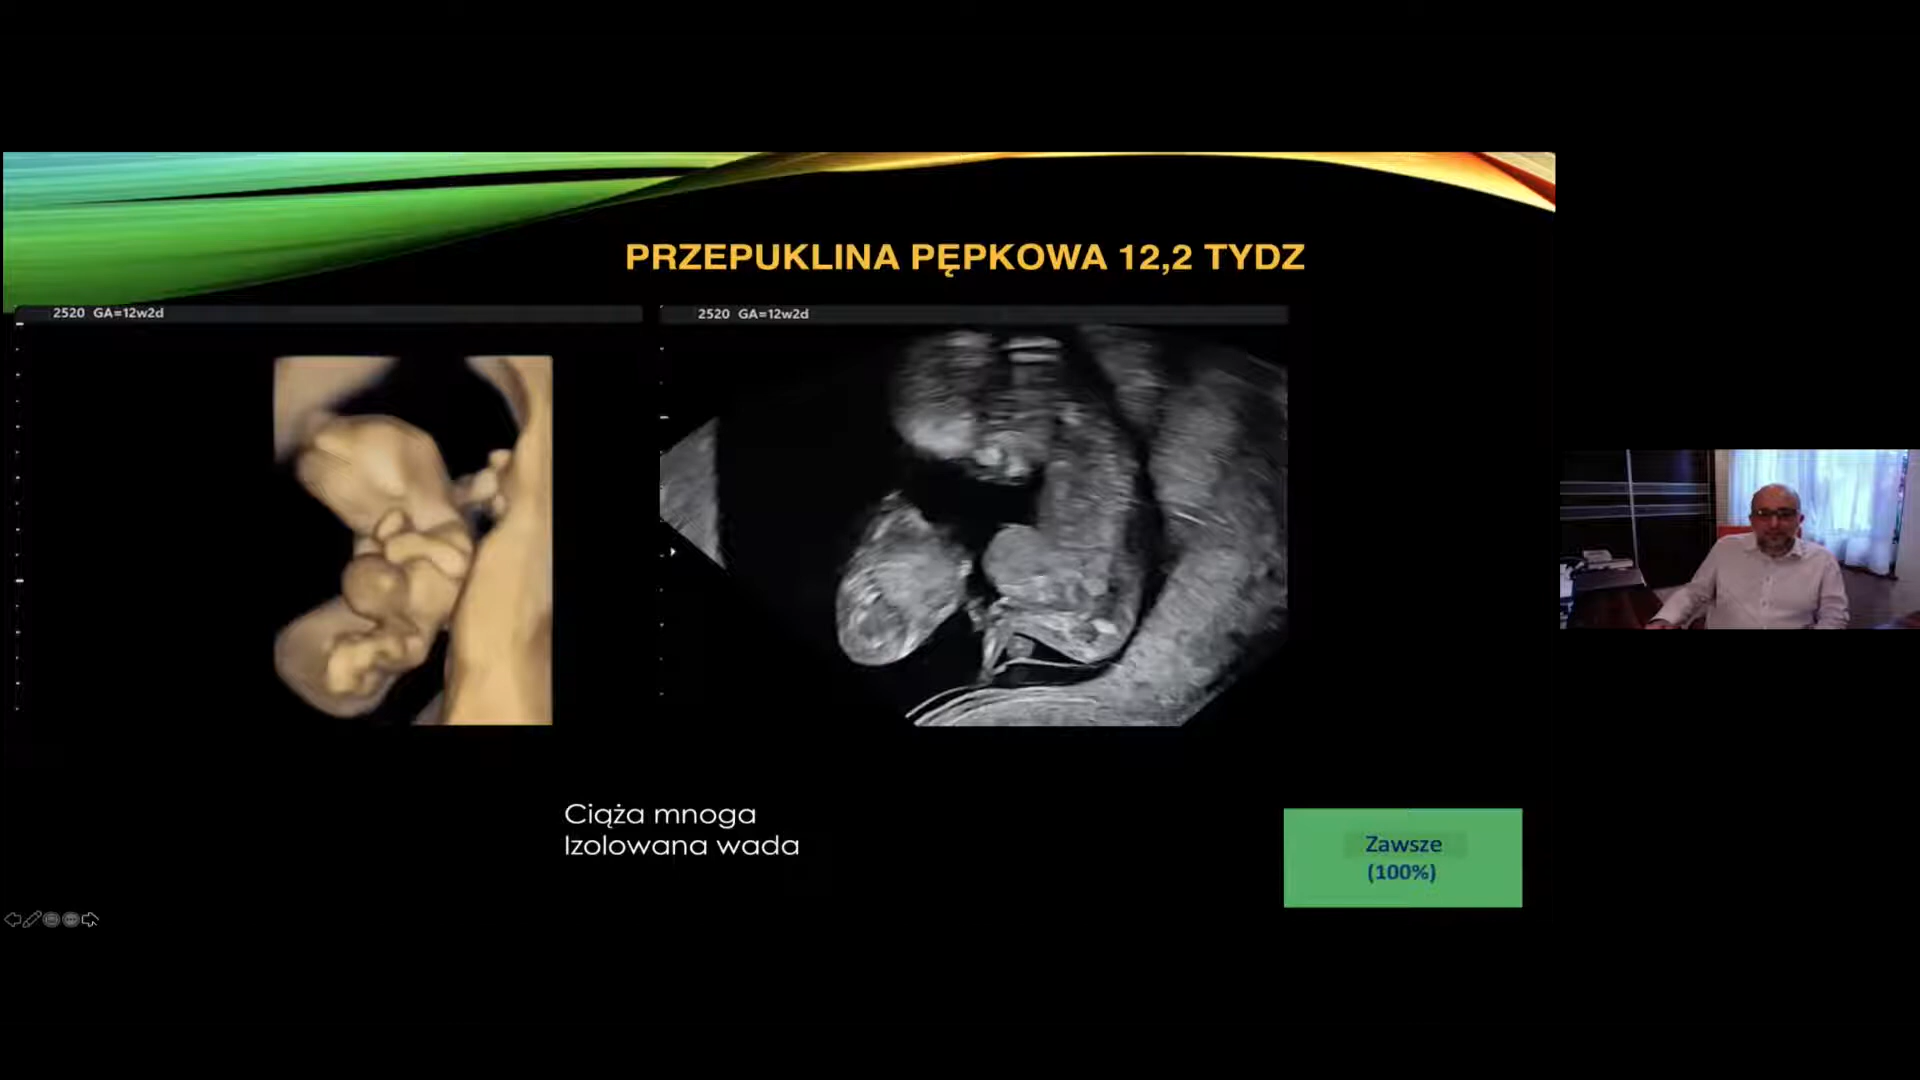 PRZEPUKLINA PĘPKOWA 12,2 TYDZ
2520 GA=12w2d
2520 GA=12w2d
Ciąża mnoga
Izolowana wada
Zawsze
(100%)